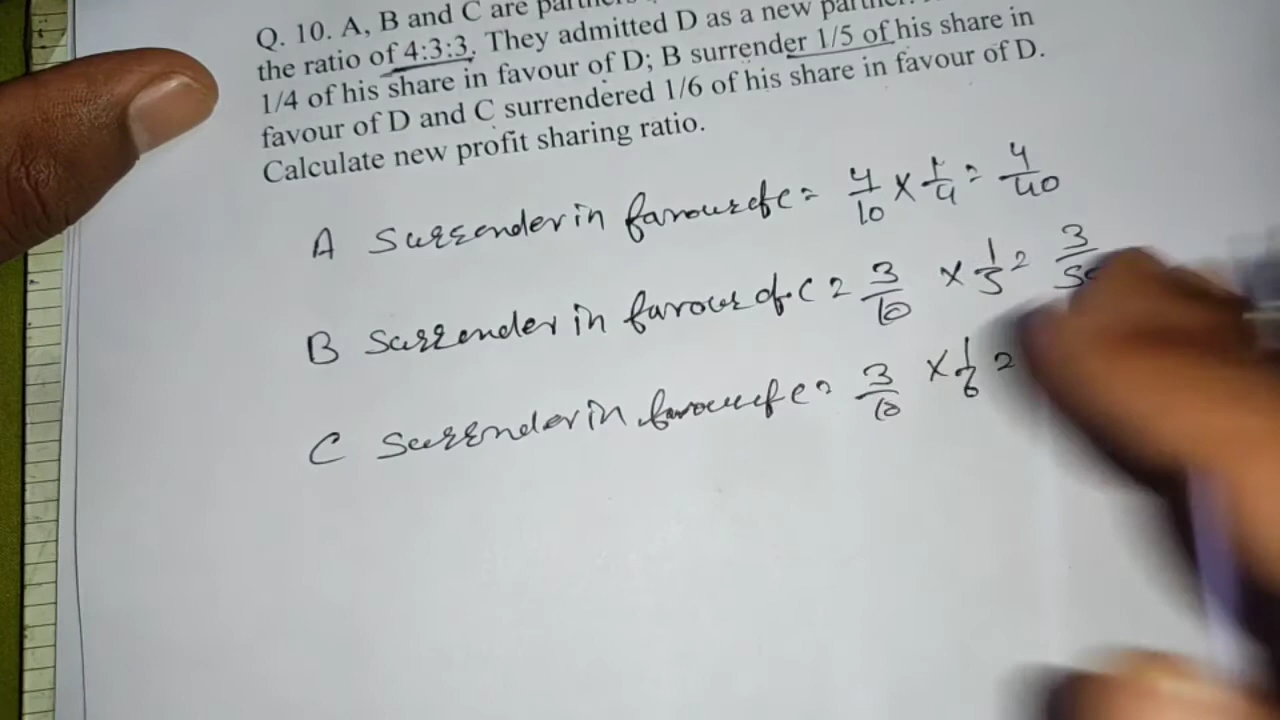 Q. 10. A, B and C are
the ratio of 4:3:3. They admitted D as a new
1/4 of his share in favour of D; B surrender 1/5 of his share in
favour of D and C surrendered 1/6 of his share in favour of D.
Calculate new profit sharing ratio.
A Surrender in favour of C = 4/10 × 1/4 = 4/40
B Surrender in favour of C = 3/10 × 1/5 = 3/
C Surrender in favour of C = 3/10 × 1/6 =